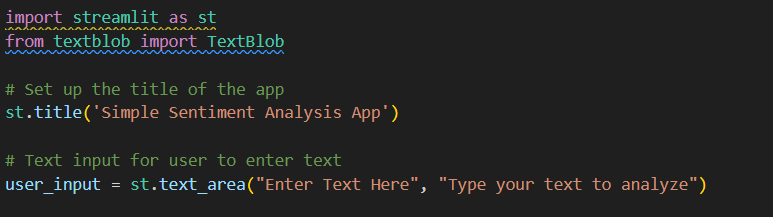 import streamlit as st
from textblob import TextBlob
# Set up the title of the app
st.title('Simple Sentiment Analysis App')
# Text input for user to enter text
user_input = st.text_area("Enter Text Here", "Type your text to analyze")